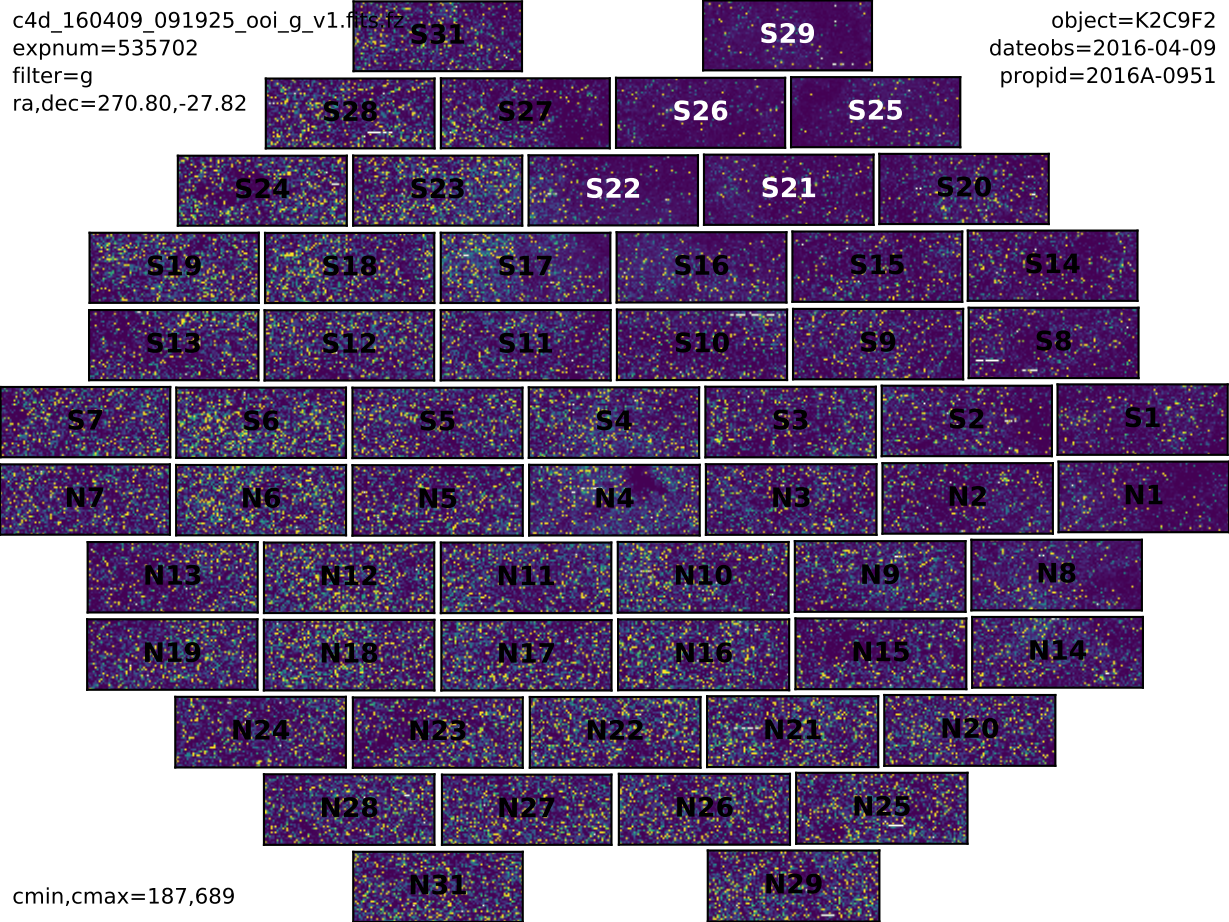 c4d_160409_091925_ooi_g_v1.fits.fz
expnum=535702
filter=g
ra,dec=270.80,-27.82
object=K2C9F2
dateobs=2016-04-09
propid=2016A-0951
S31 S29
S28 S27 S26 S25
S24 S23 S22 S21 S20
S19 S18 S17 S16 S15 S14
S13 S12 S11 S10 S9 S8
S7 S6 S5 S4 S3 S2 S1
N7 N6 N5 N4 N3 N2 N1
N13 N12 N11 N10 N9 N8
N19 N18 N17 N16 N15 N14
N24 N23 N22 N21 N20
N28 N27 N26 N25
N31 N29
cmin,cmax=187,689